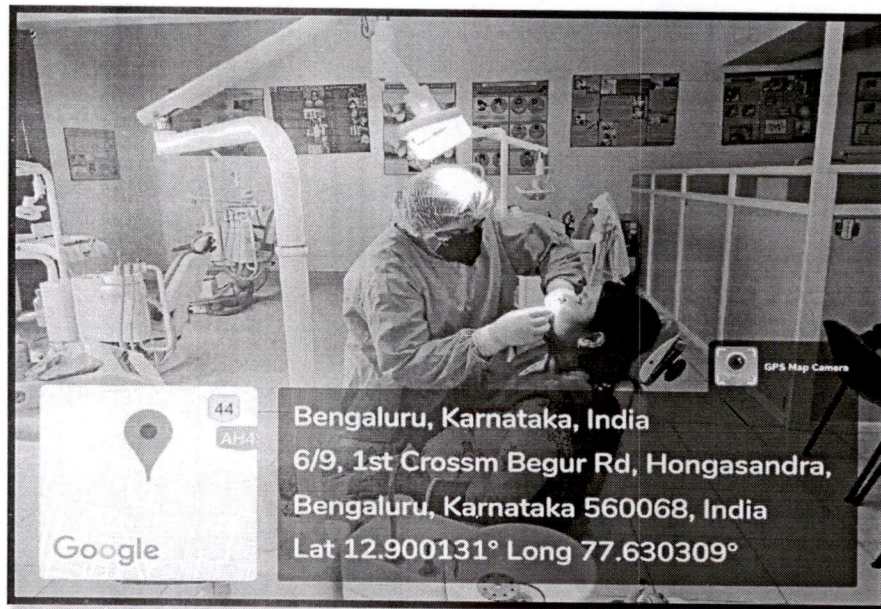 GPS Map Camera
44
AH4
Google
Bengaluru, Karnataka, India
6/9, 1st Crossm Begur Rd, Hongasandra,
Bengaluru, Karnataka 560068, India
Lat 12.900131° Long 77.630309°